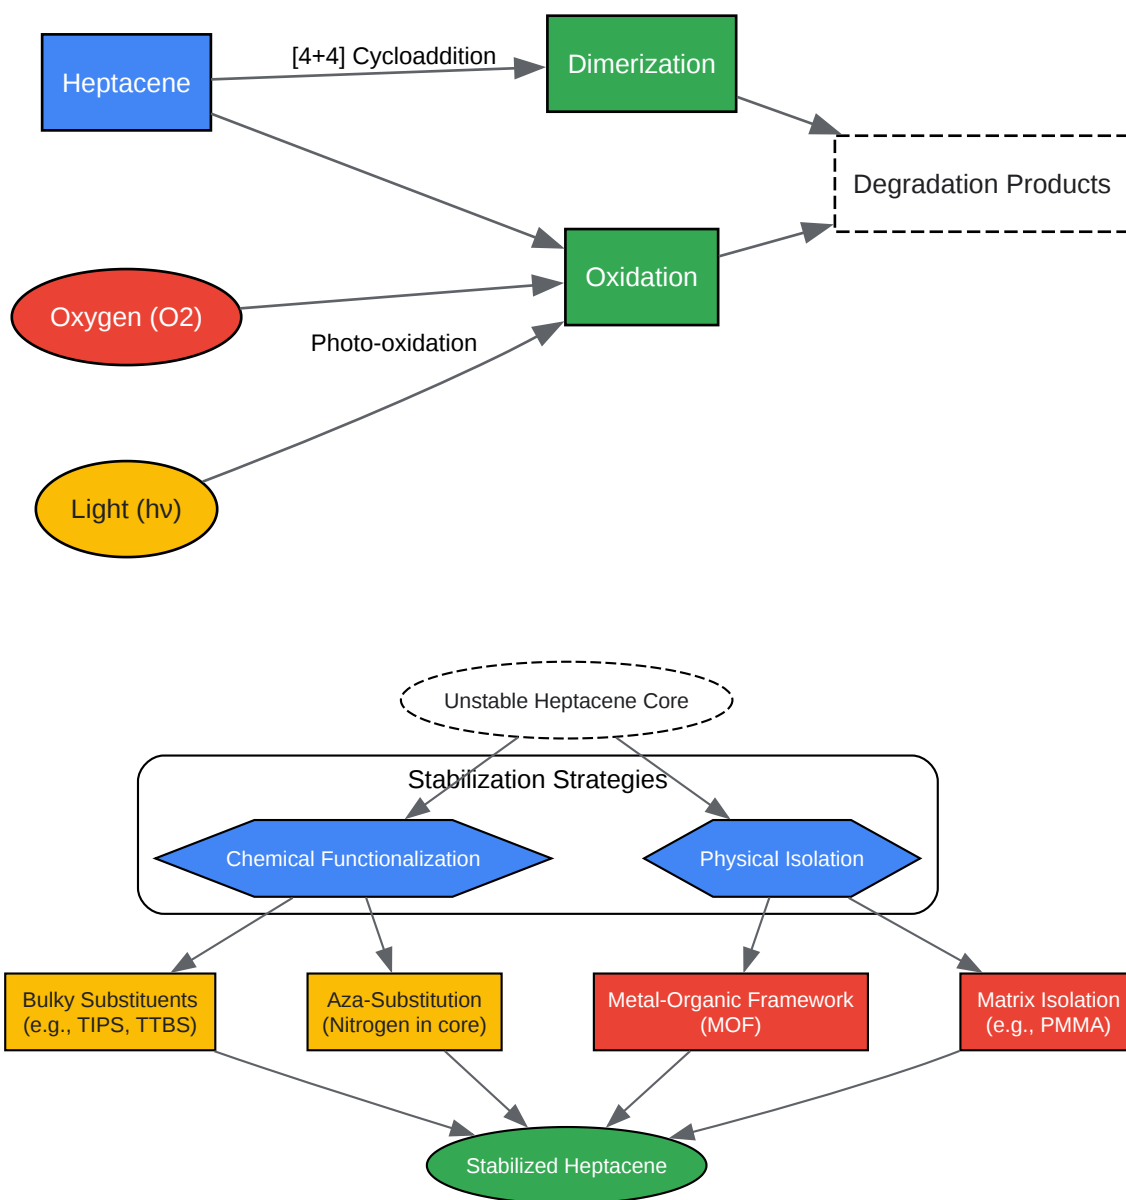 [4+4] Cycloaddition
Heptacene
Dimerization
Degradation Products
Oxidation
Oxygen (O2)
Photo-oxidation
Light (hν)
Unstable Heptacene Core
Stabilization Strategies
Chemical Functionalization
Physical Isolation
Bulky Substituents
(e.g., TIPS, TTBS)
Aza-Substitution
(Nitrogen in core)
Metal-Organic Framework
(MOF)
Matrix Isolation
(e.g., PMMA)
Stabilized Heptacene